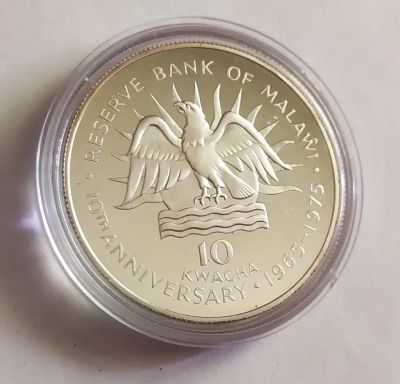 · RESERVE BANK OF MALAWI ·
10TH ANNIVERSARY · 1965-1975
10
KWACHA